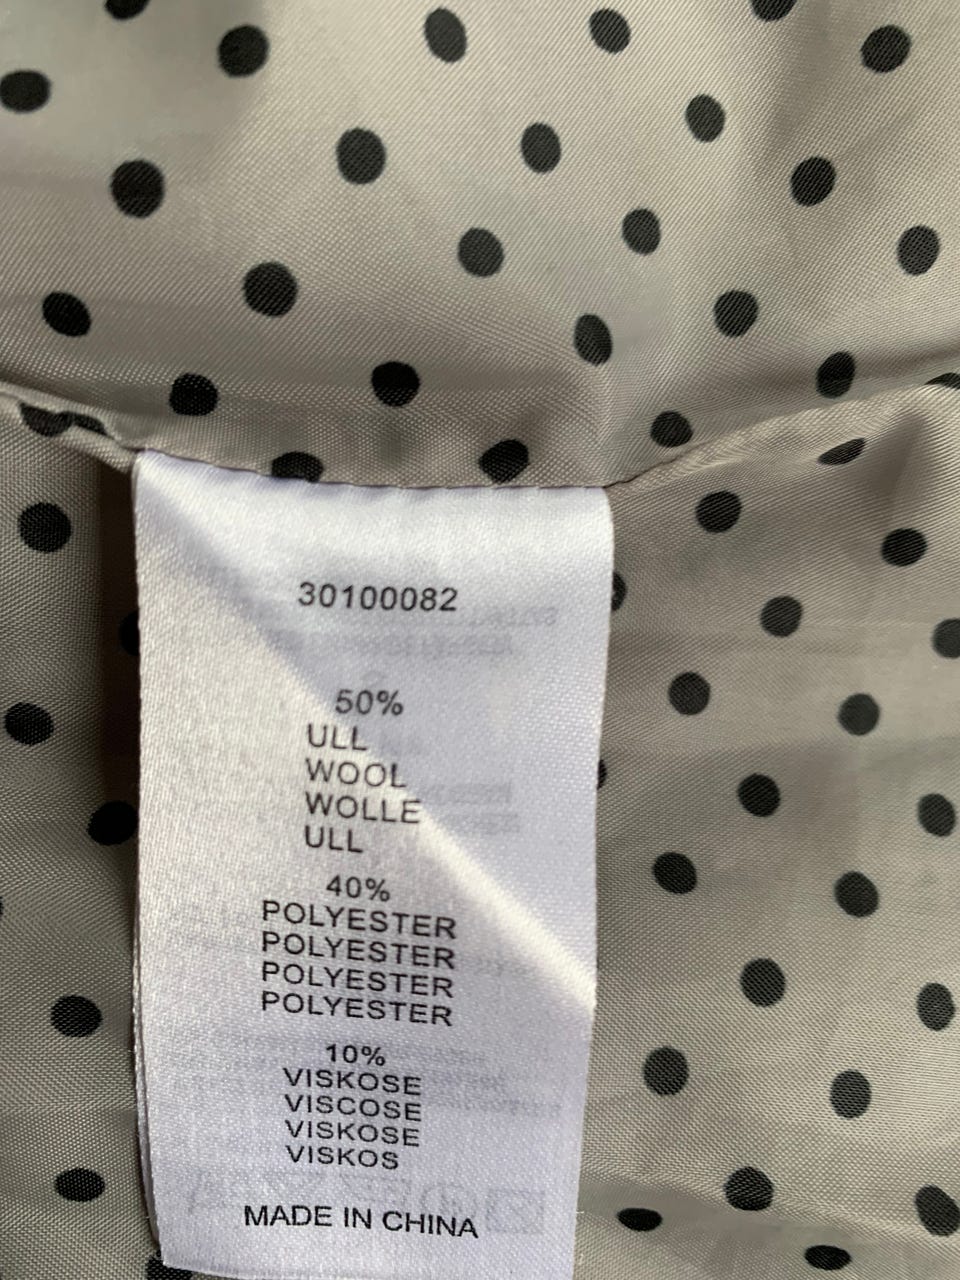 30100082
50%
ULL
WOOL
WOLLE
ULL
40%
POLYESTER
POLYESTER
POLYESTER
POLYESTER
10%
VISKOSE
VISCOSE
VISKOSE
VISKOS
MADE IN CHINA